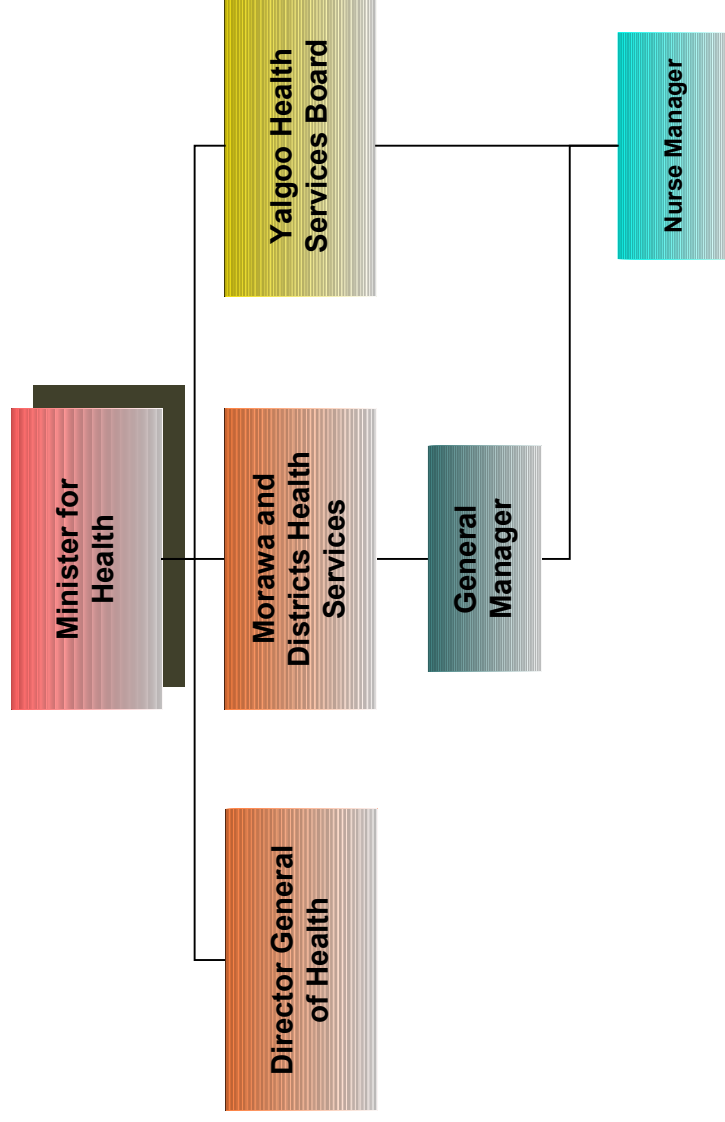 Minister for
Health
Director General
of Health
Morawa and
Districts Health
Services
Yalgoo Health
Services Board
General
Manager
Nurse Manager